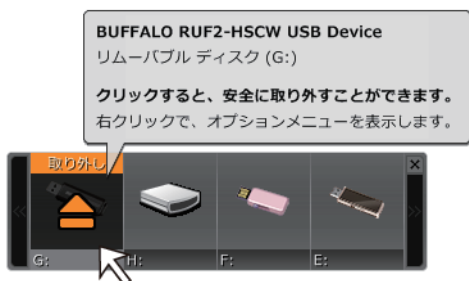 BUFFALO RUF2-HSCW USB Device
リムーバブル ディスク (G:)
クリックすると、安全に取り外すことができます。
右クリックで、オプションメニューを表示します。
取り外し
G:
H:
F:
E: